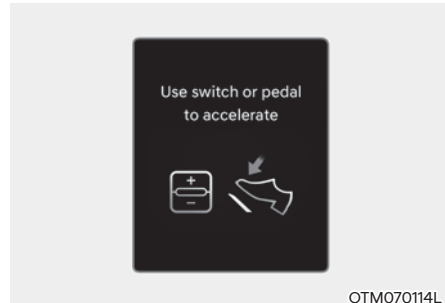 Use switch or pedal
to accelerate
+
−
OTM070114L